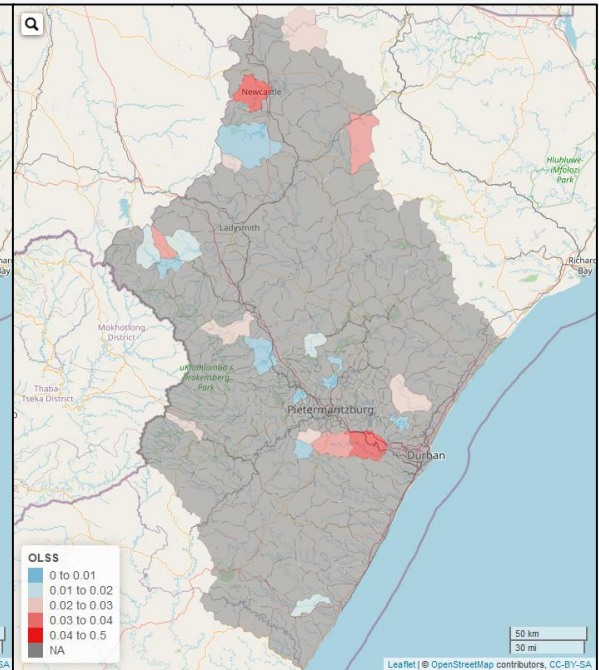 Newcastle
Hluhluwe-
iMfolozi
Park
Ladysmith
Richard
Bay
Mokhotlong
District
uKhahlamba /
Drakensberg
Park
Thaba-
Tseka District
Pietermaritzburg
Durban
OLSS
0 to 0.01
0.01 to 0.02
0.02 to 0.03
0.03 to 0.04
0.04 to 0.5
NA
50 km
30 mi
Leaflet | © OpenStreetMap contributors, CC-BY-SA